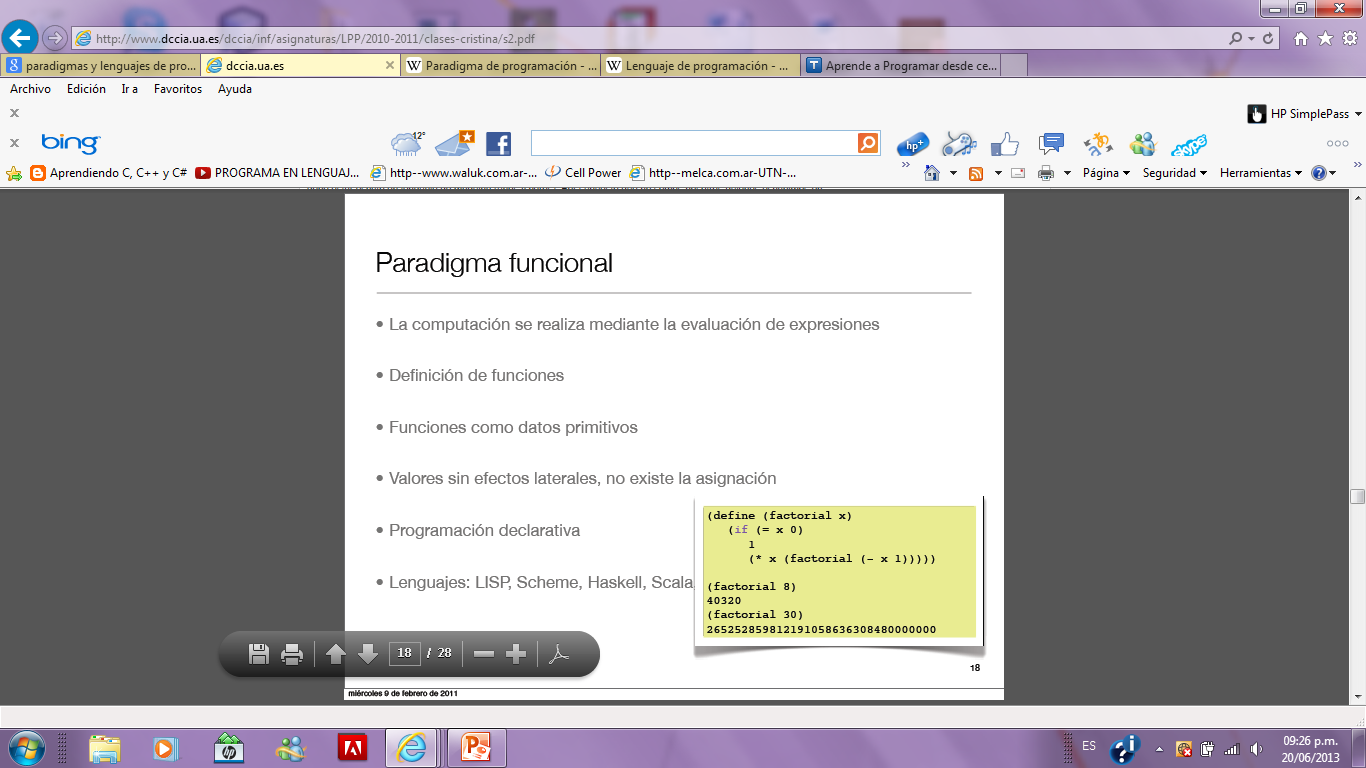 http://www.dccia.ua.es/dccia/inf/asignaturas/LPP/2010-2011/clases-cristina/s2.pdf
paradigmas y lenguajes de pro...
dccia.ua.es
Paradigma de programación - ...
Lenguaje de programación - ...
Aprende a Programar desde ce...
Archivo Edición Ir a Favoritos Ayuda
HP SimplePass
bing
12°
hp+
skype
Aprendiendo C, C++ y C#
PROGRAMA EN LENGUAJ...
http--www.waluk.com.ar-...
Cell Power
http--melca.com.ar-UTN-...
Página Seguridad Herramientas
Paradigma funcional
• La computación se realiza mediante la evaluación de expresiones
• Definición de funciones
• Funciones como datos primitivos
• Valores sin efectos laterales, no existe la asignación
• Programación declarativa
• Lenguajes: LISP, Scheme, Haskell, Scala
(define (factorial x)
(if (= x 0)
1
(* x (factorial (- x 1)))))
(factorial 8)
40320
(factorial 30)
265252859812191058636308480000000
18 / 28
18
miércoles 9 de febrero de 2011
ES
09:26 p.m.
20/06/2013